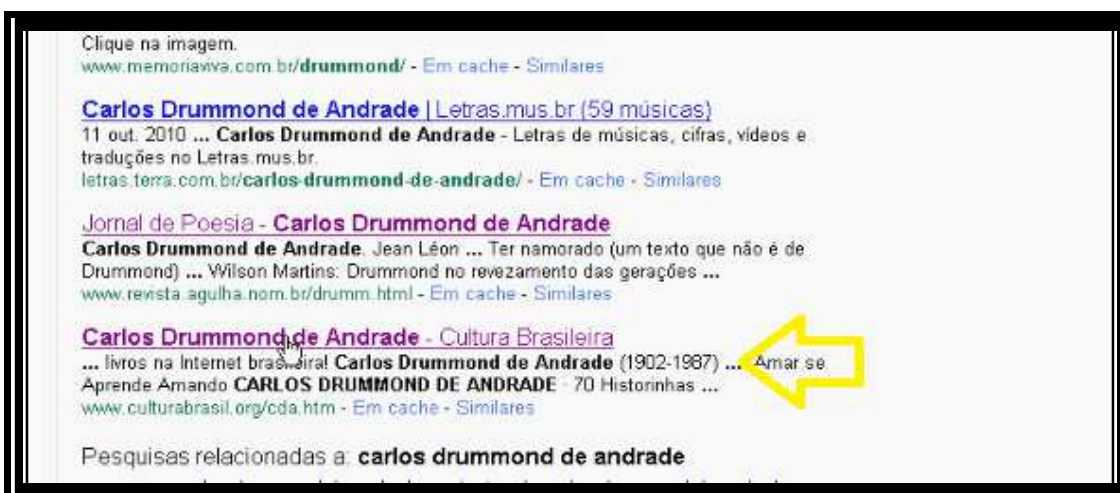 Clique na imagem.
www.memoriaviva.com.br/drummond/ - Em cache - Similares
Carlos Drummond de Andrade | Letras.mus.br (59 músicas)
11 out. 2010 ... Carlos Drummond de Andrade - Letras de músicas, cifras, vídeos e
traduções no Letras.mus.br.
letras.terra.com.br/carlos-drummond-de-andrade/ - Em cache - Similares
Jornal de Poesia - Carlos Drummond de Andrade
Carlos Drummond de Andrade. Jean Léon ... Ter namorado (um texto que não é de
Drummond) ... Wilson Martins: Drummond no revezamento das gerações ...
www.revista.agulha.nom.br/drumm.html - Em cache - Similares
Carlos Drummond de Andrade - Cultura Brasileira
... livros na Internet brasileira! Carlos Drummond de Andrade (1902-1987) ... Amar se
Aprende Amando CARLOS DRUMMOND DE ANDRADE · 70 Historinhas ...
www.culturabrasil.org/cda.htm - Em cache - Similares
Pesquisas relacionadas a: carlos drummond de andrade